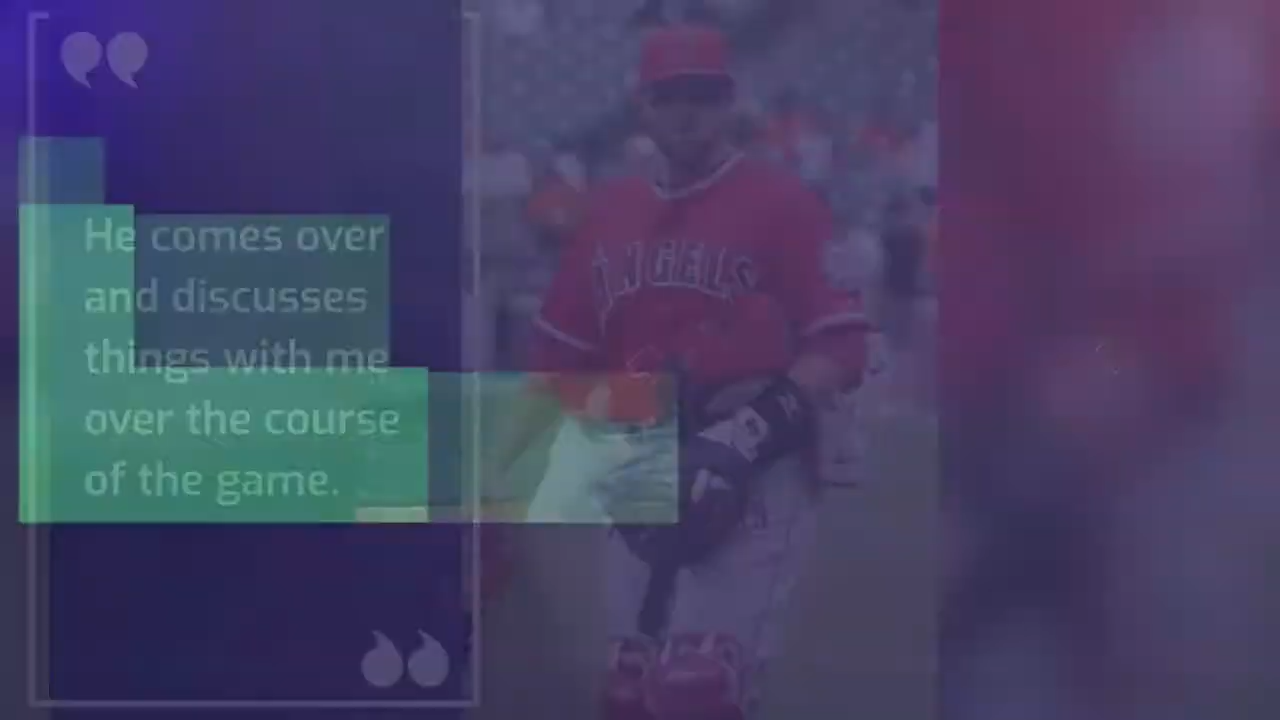 He comes over
and discusses
things with me
over the course
of the game.
ANGELS